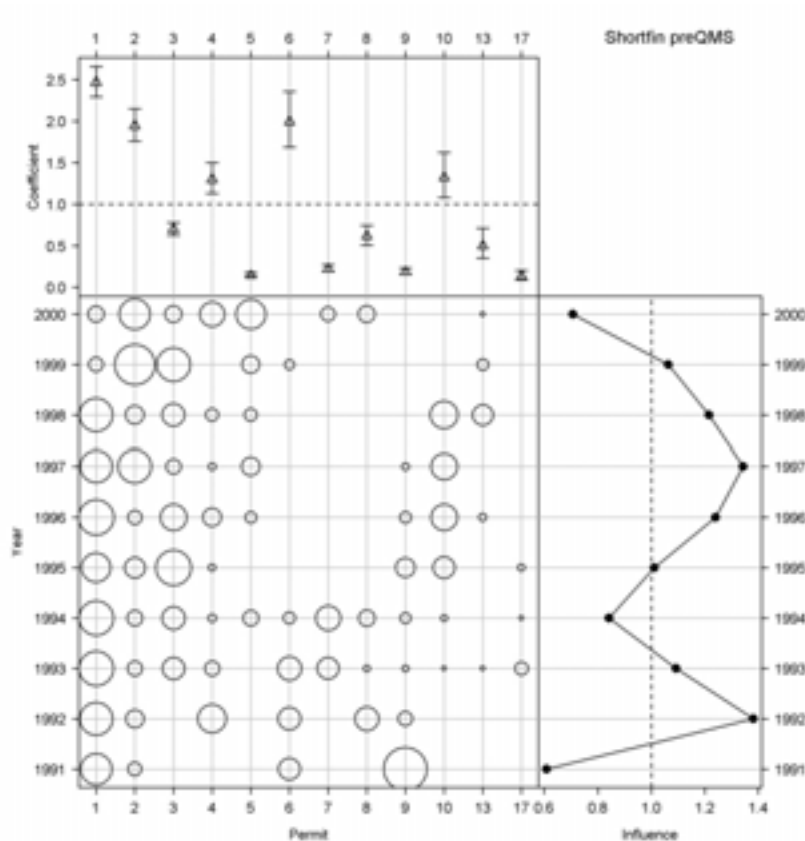 1 2 3 4 5 6 7 8 9 10 13 17
Shortfin preQMS
2.5
2.0
1.5
1.0
0.5
0.0
Coefficient
2000 2000
1999 1999
1998 1998
1997 1997
1996 1996
1995 1995
1994 1994
1993 1993
1992 1992
1991 1991
Year
1 2 3 4 5 6 7 8 9 10 13 17 0.6 0.8 1.0 1.2 1.4
Permit Influence